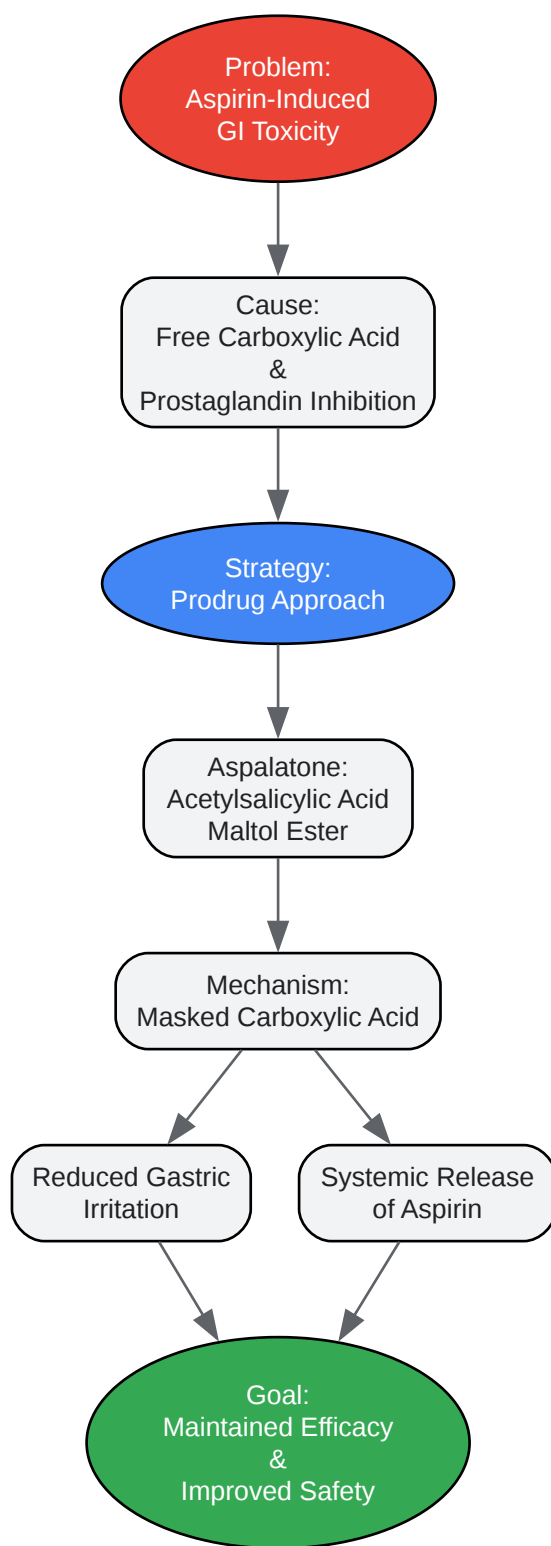 Problem:
Aspirin-Induced
GI Toxicity
Cause:
Free Carboxylic Acid
&
Prostaglandin Inhibition
Strategy:
Prodrug Approach
Aspalatone:
Acetylsalicylic Acid
Maltol Ester
Mechanism:
Masked Carboxylic Acid
Reduced Gastric
Irritation
Systemic Release
of Aspirin
Goal:
Maintained Efficacy
&
Improved Safety